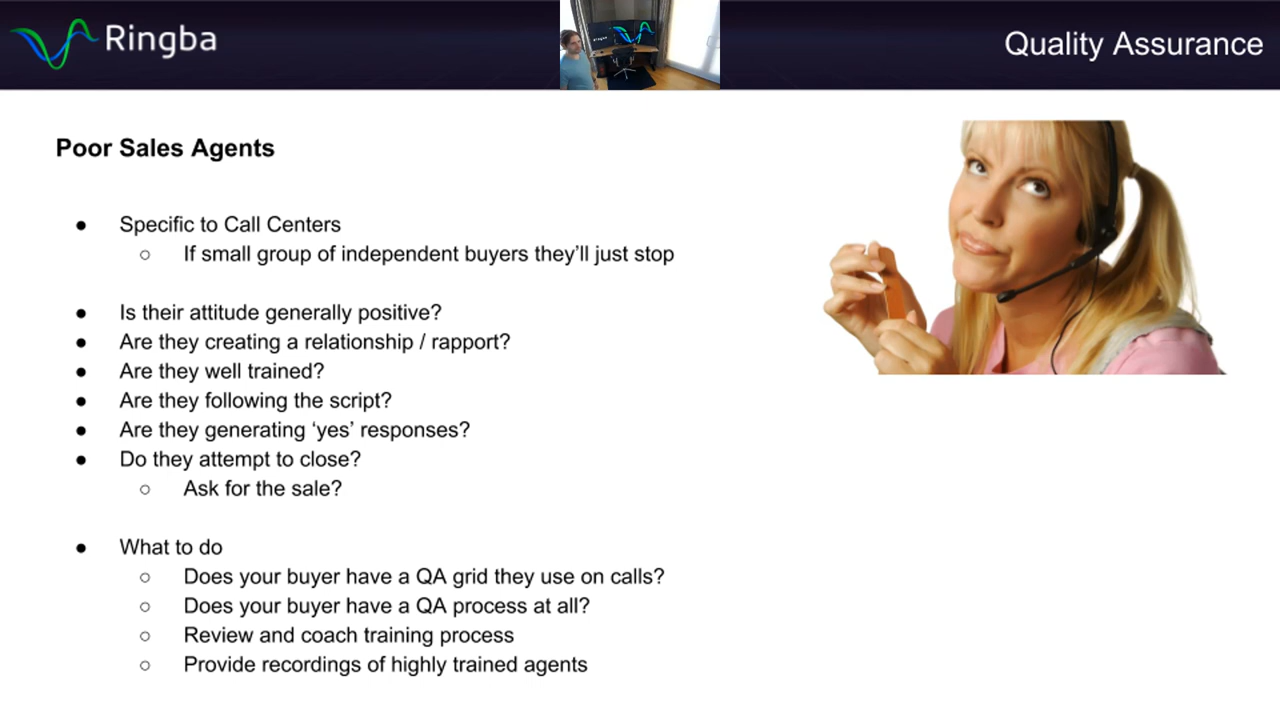 Ringba
Quality Assurance
Poor Sales Agents
● Specific to Call Centers
○ If small group of independent buyers they’ll just stop
● Is their attitude generally positive?
● Are they creating a relationship / rapport?
● Are they well trained?
● Are they following the script?
● Are they generating ‘yes’ responses?
● Do they attempt to close?
○ Ask for the sale?
● What to do
○ Does your buyer have a QA grid they use on calls?
○ Does your buyer have a QA process at all?
○ Review and coach training process
○ Provide recordings of highly trained agents